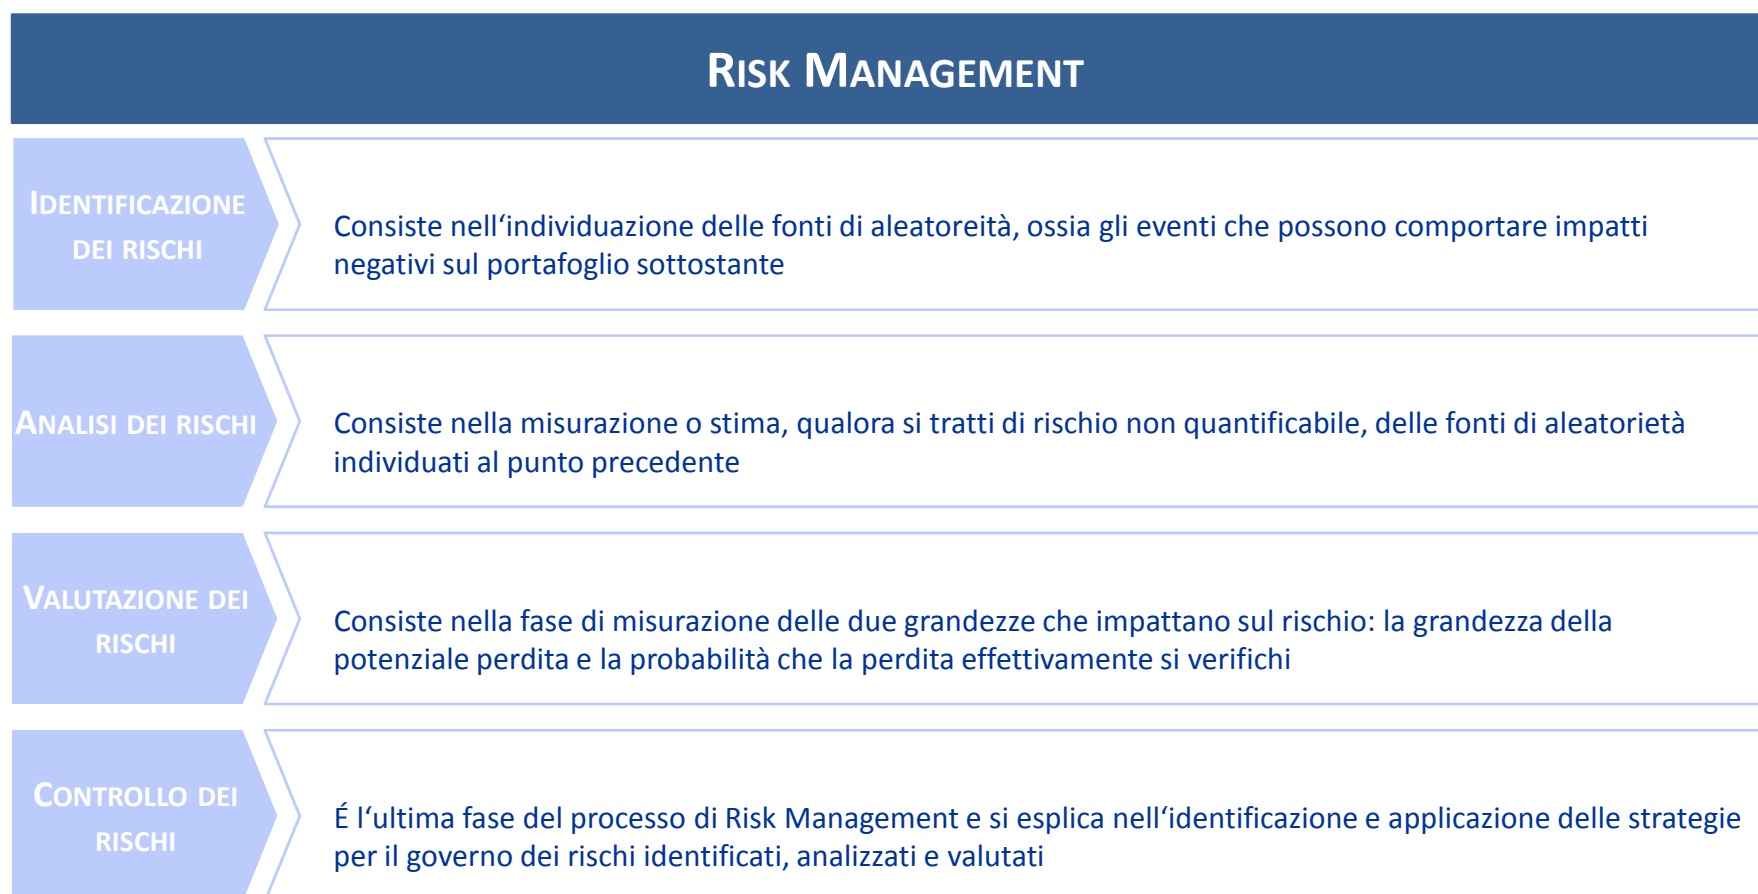 RISK MANAGEMENT
IDENTIFICAZIONE
DEI RISCHI
Consiste nell‘individuazione delle fonti di aleatoreità, ossia gli eventi che possono comportare impatti
negativi sul portafoglio sottostante
ANALISI DEI RISCHI
Consiste nella misurazione o stima, qualora si tratti di rischio non quantificabile, delle fonti di aleatorietà
individuati al punto precedente
VALUTAZIONE DEI
RISCHI
Consiste nella fase di misurazione delle due grandezze che impattano sul rischio: la grandezza della
potenziale perdita e la probabilità che la perdita effettivamente si verifichi
CONTROLLO DEI
RISCHI
É l‘ultima fase del processo di Risk Management e si esplica nell‘identificazione e applicazione delle strategie
per il governo dei rischi identificati, analizzati e valutati